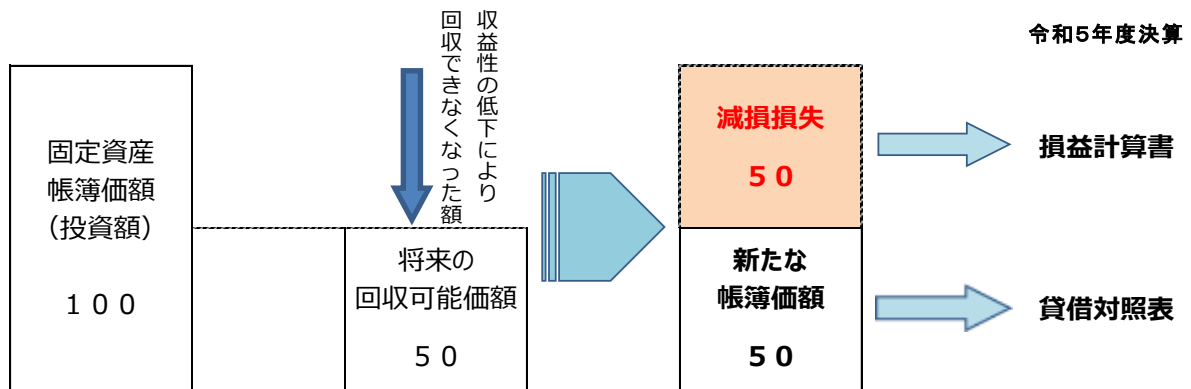 令和5年度決算
固定資産
帳簿価額
（投資額）
１００
収益性の低下により
回収できなくなった額
将来の
回収可能価額
５０
減損損失
５０
新たな
帳簿価額
５０
損益計算書
貸借対照表